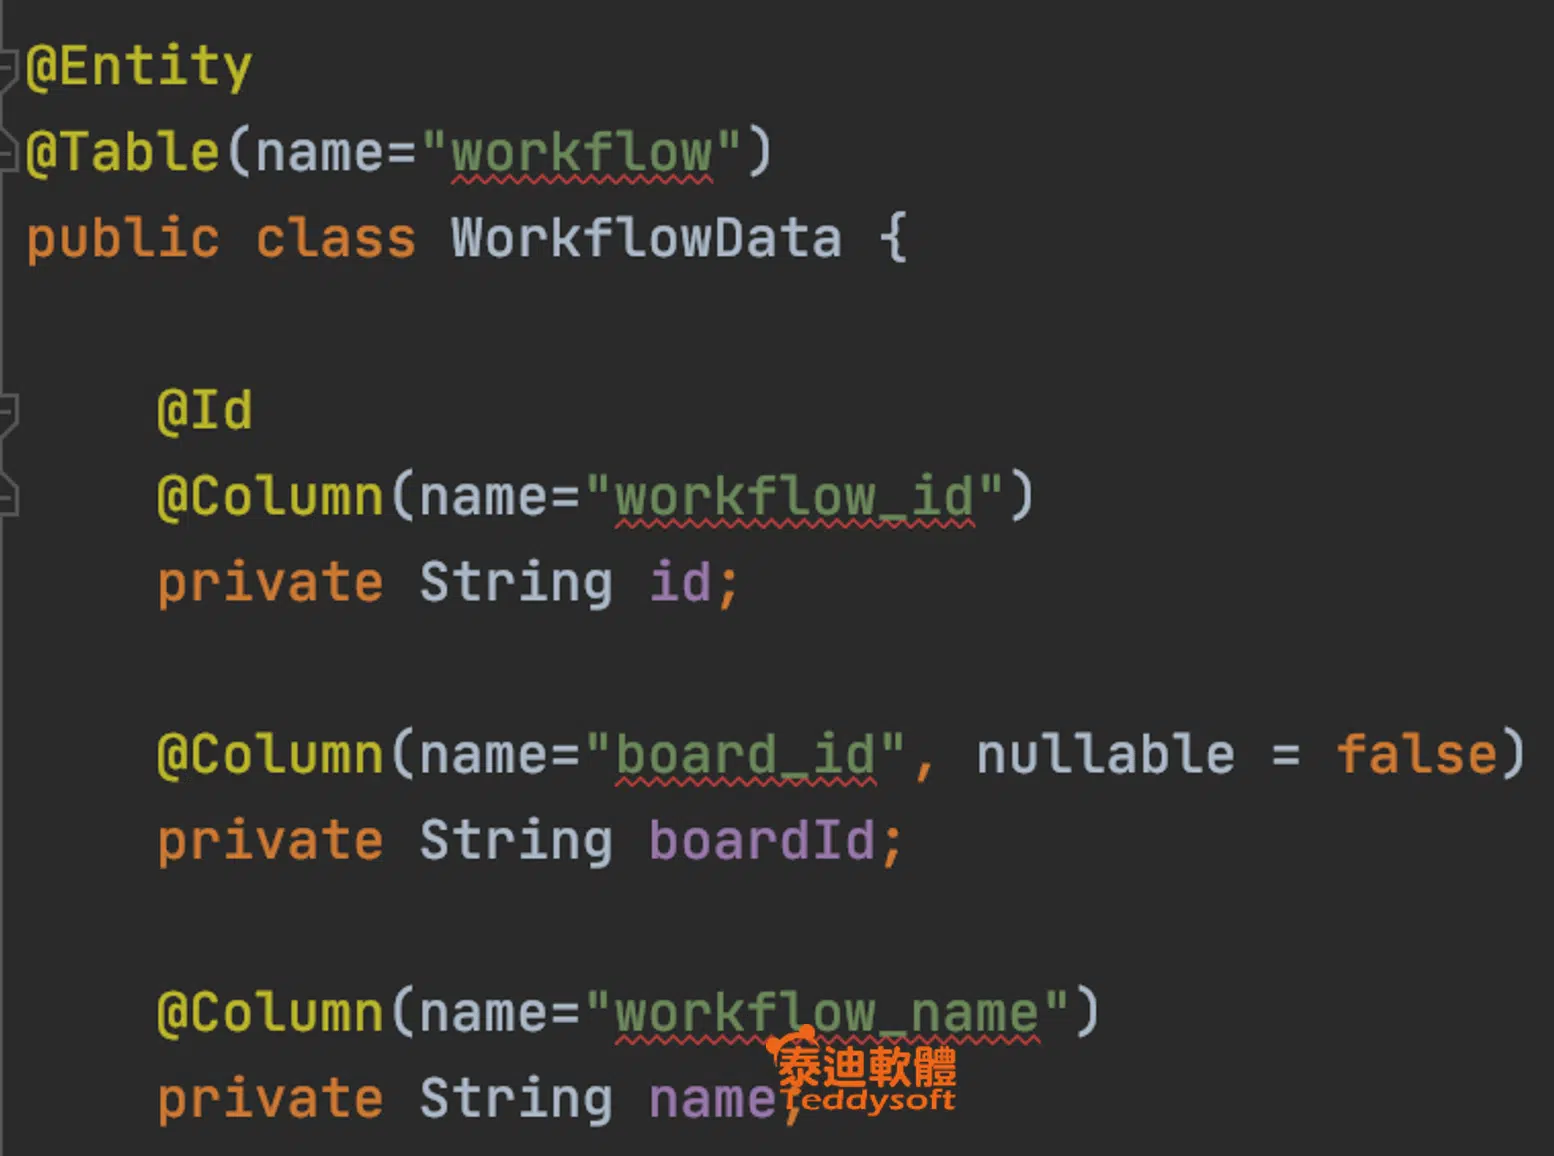 @Entity
@Table(name="workflow")
public class WorkflowData {
@Id
@Column(name="workflow_id")
private String id;
@Column(name="board_id", nullable = false)
private String boardId;
@Column(name="workflow_name")
private String name;
泰迪軟體
Teddysoft